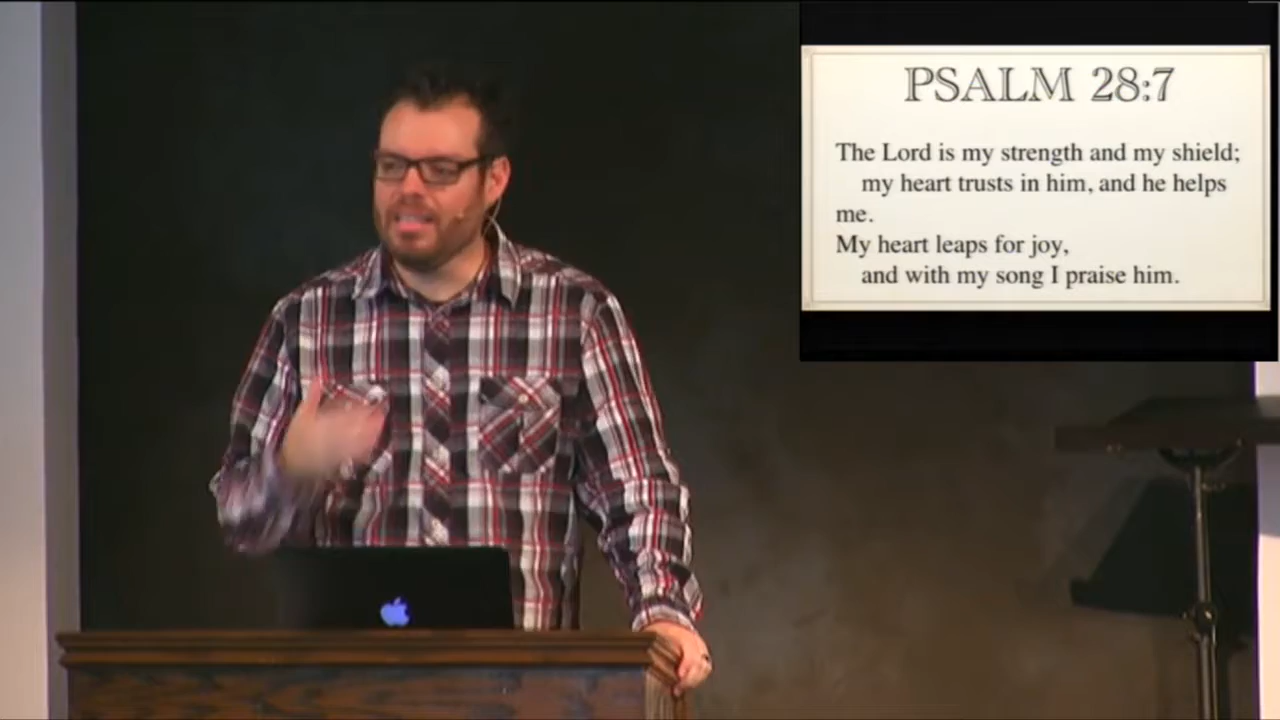 PSALM 28:7
The Lord is my strength and my shield;
my heart trusts in him, and he helps
me.
My heart leaps for joy,
and with my song I praise him.